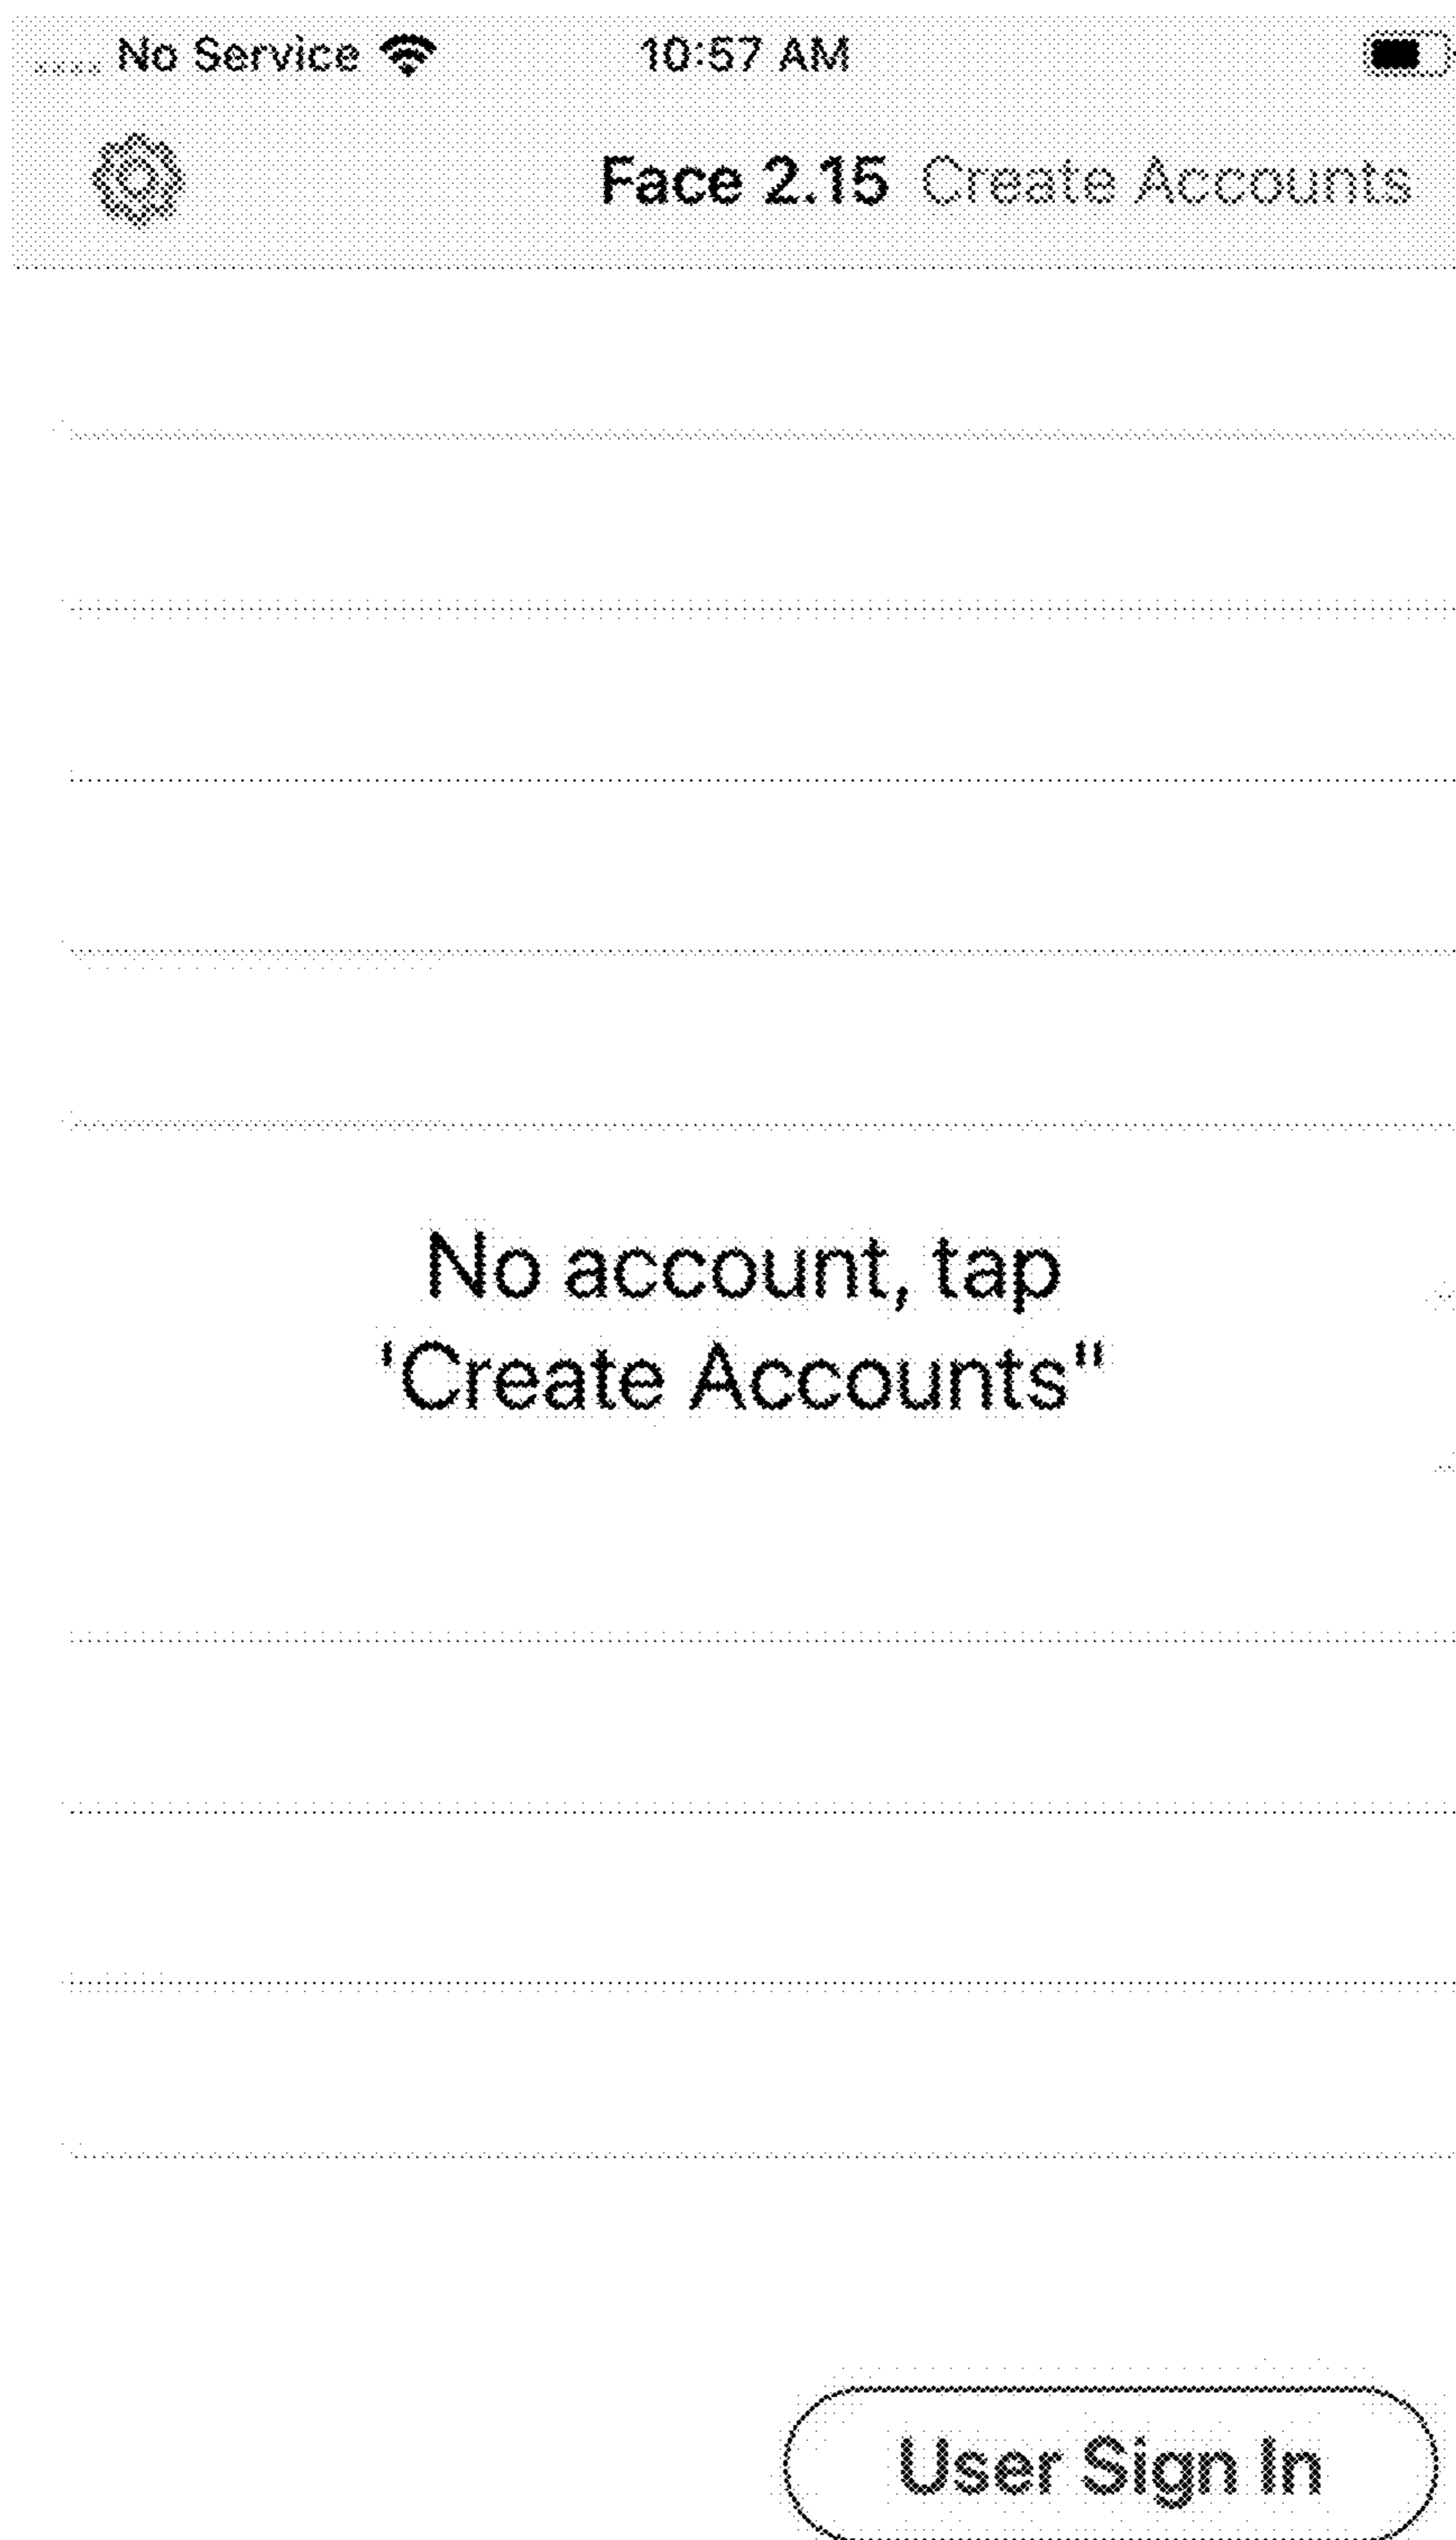 No Service 10:57 AM
Face 2.15 Create Accounts
No account, tap
'Create Accounts"
User Sign In